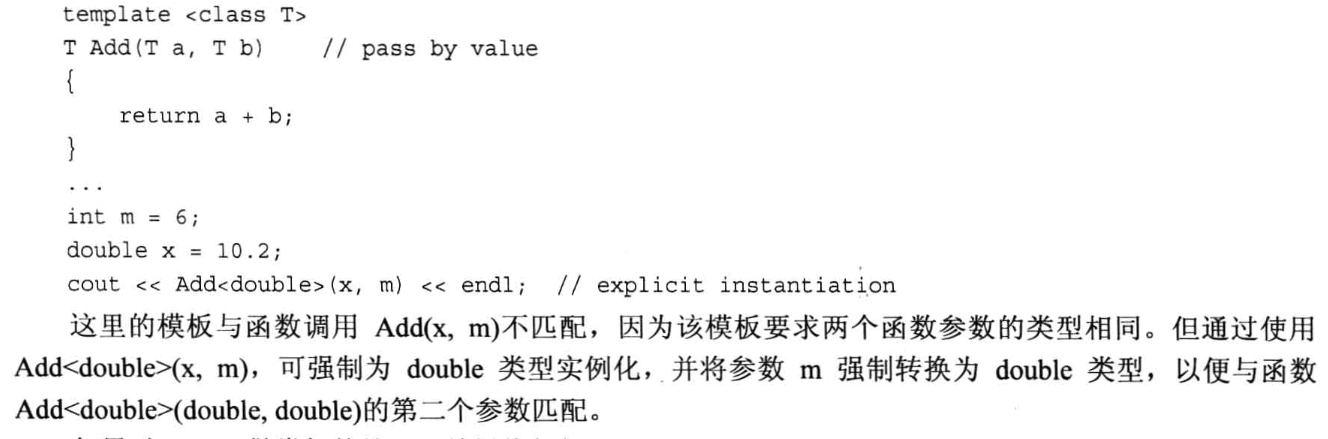 template <class T>
T Add(T a, T b)    // pass by value
{
    return a + b;
}
...
int m = 6;
double x = 10.2;
cout << Add<double>(x, m) << endl;  // explicit instantiation
这里的模板与函数调用 Add(x, m)不匹配，因为该模板要求两个函数参数的类型相同。但通过使用
Add<double>(x, m)，可强制为 double 类型实例化，并将参数 m 强制转换为 double 类型，以便与函数
Add<double>(double, double)的第二个参数匹配。